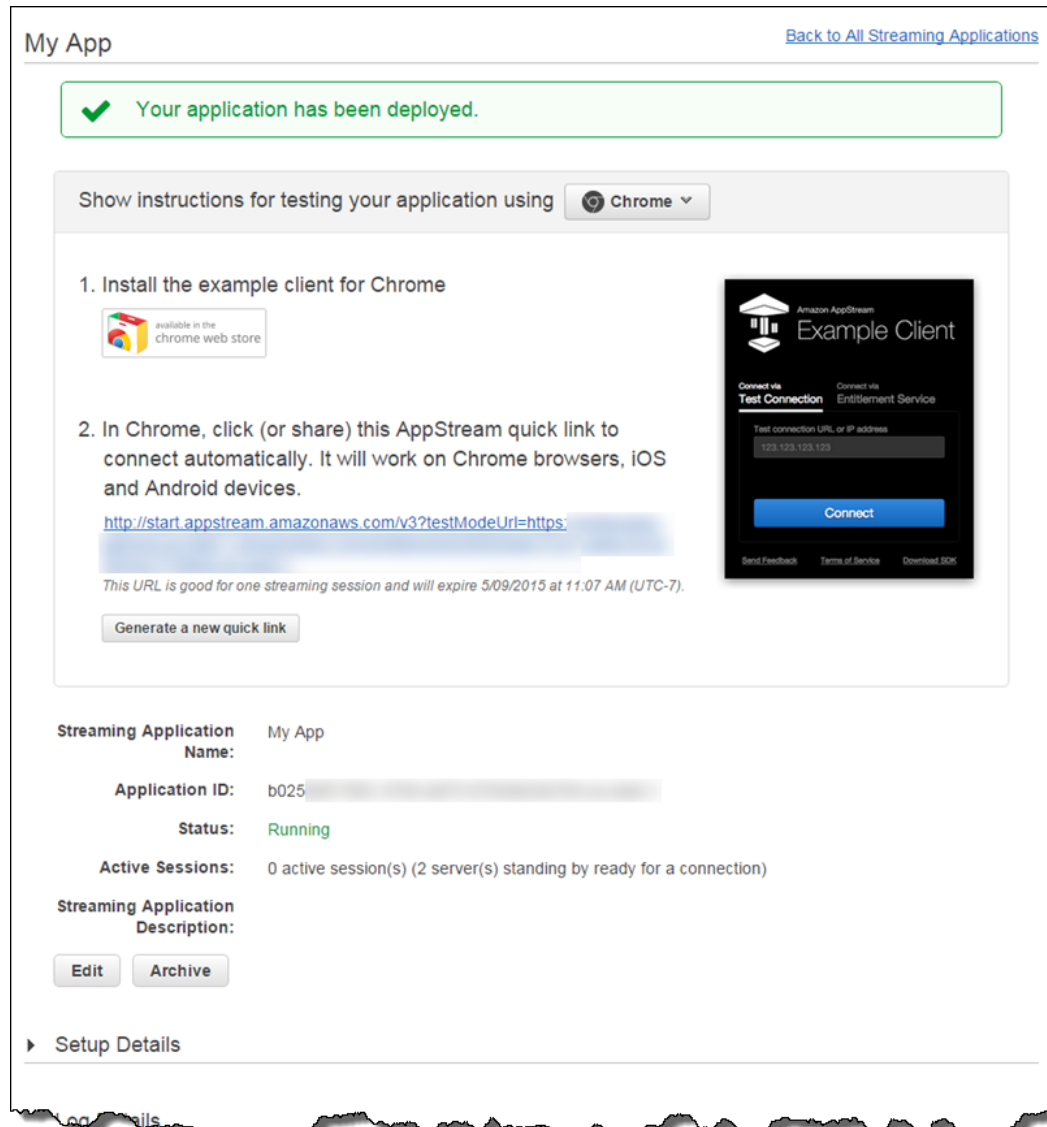 My App
Back to All Streaming Applications
Your application has been deployed.
Show instructions for testing your application using Chrome
1. Install the example client for Chrome
available in the
chrome web store
2. In Chrome, click (or share) this AppStream quick link to
connect automatically. It will work on Chrome browsers, iOS
and Android devices.
http://start.appstream.amazonaws.com/v3?testModeUrl=https:
This URL is good for one streaming session and will expire 5/09/2015 at 11:07 AM (UTC-7).
Generate a new quick link
Amazon AppStream
Example Client
Connect via
Test Connection
Connect via
Entitlement Service
Test connection URL or IP address
123.123.123.123
Connect
Send Feedback
Terms of Service
Download SDK
Streaming Application
Name:
My App
Application ID:
b025
Status:
Running
Active Sessions:
0 active session(s) (2 server(s) standing by ready for a connection)
Streaming Application
Description:
Edit
Archive
Setup Details